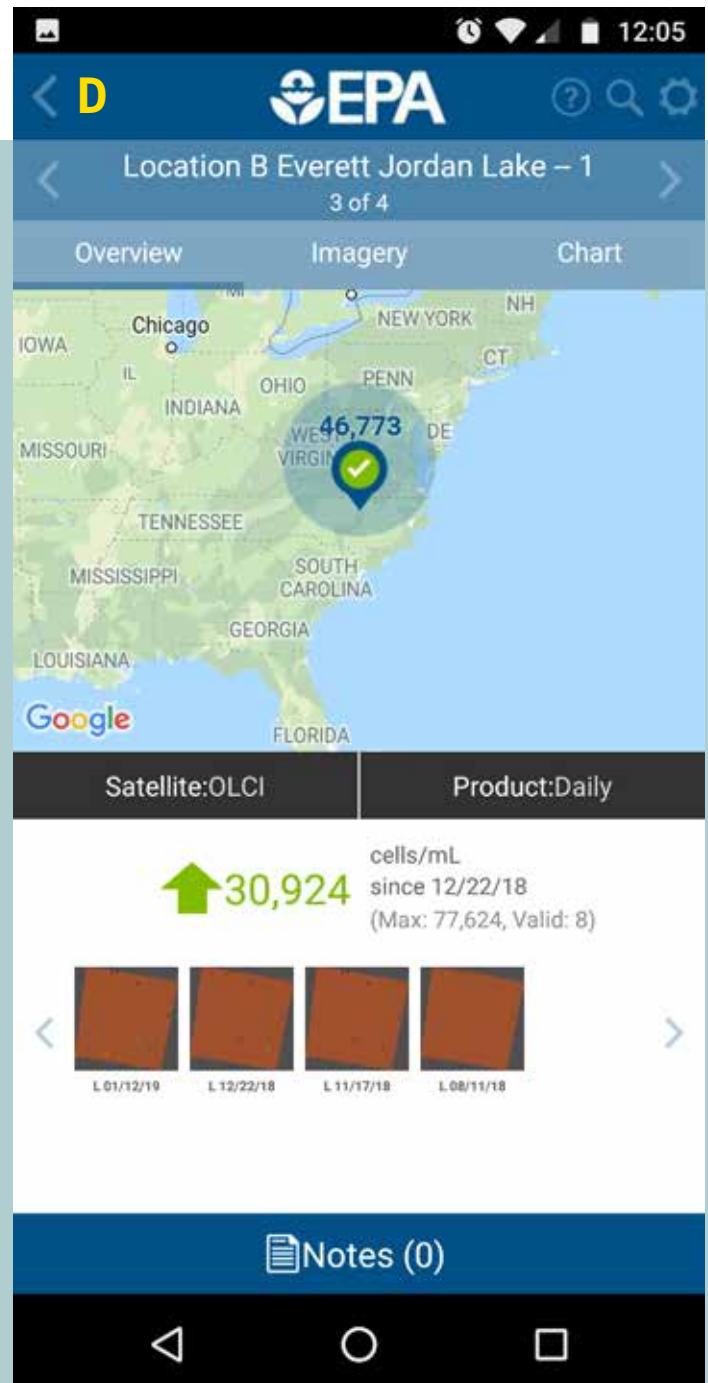 12:05
D
EPA
?
Location B Everett Jordan Lake – 1
3 of 4
Overview Imagery Chart
MI
NH
Chicago
NEW YORK
IOWA
CT
IL
OHIO PENN
INDIANA
46,773
DE
MISSOURI
TENNESSEE
SOUTH
CAROLINA
MISSISSIPPI
GEORGIA
LOUISIANA
Google
FLORIDA
Satellite:OLCI Product:Daily
30,924
cells/mL
since 12/22/18
(Max: 77,624, Valid: 8)
L 01/12/19 L 12/22/18 L 11/17/18 L 08/11/18
Notes (0)